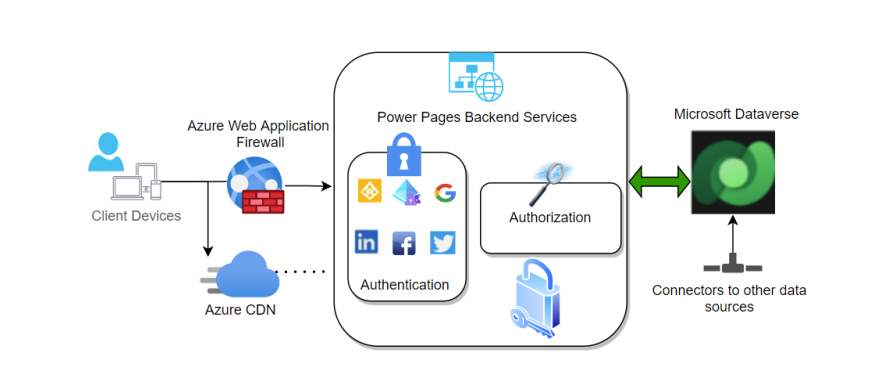 Power Pages Backend Services
Microsoft Dataverse
Azure Web Application
Firewall
Client Devices
G
Authorization
in
f
Authentication
Azure CDN
Connectors to other data
sources